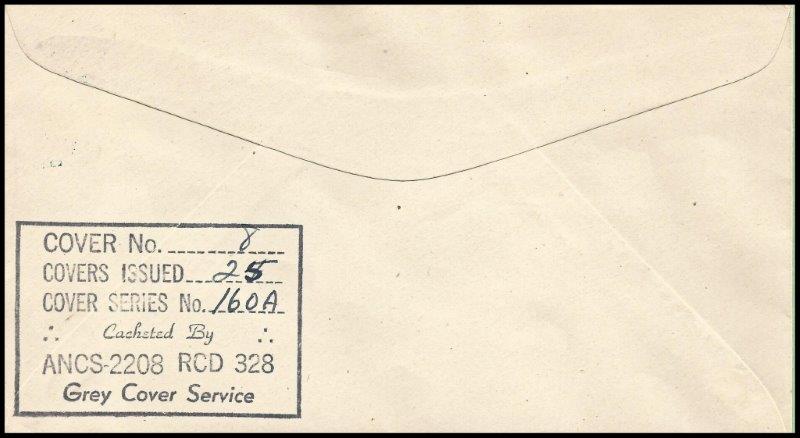 COVER No. 8
COVERS ISSUED 25
COVER SERIES No. 160A
∴ Cacheted By ∴
ANCS-2208 RCD 328
Grey Cover Service